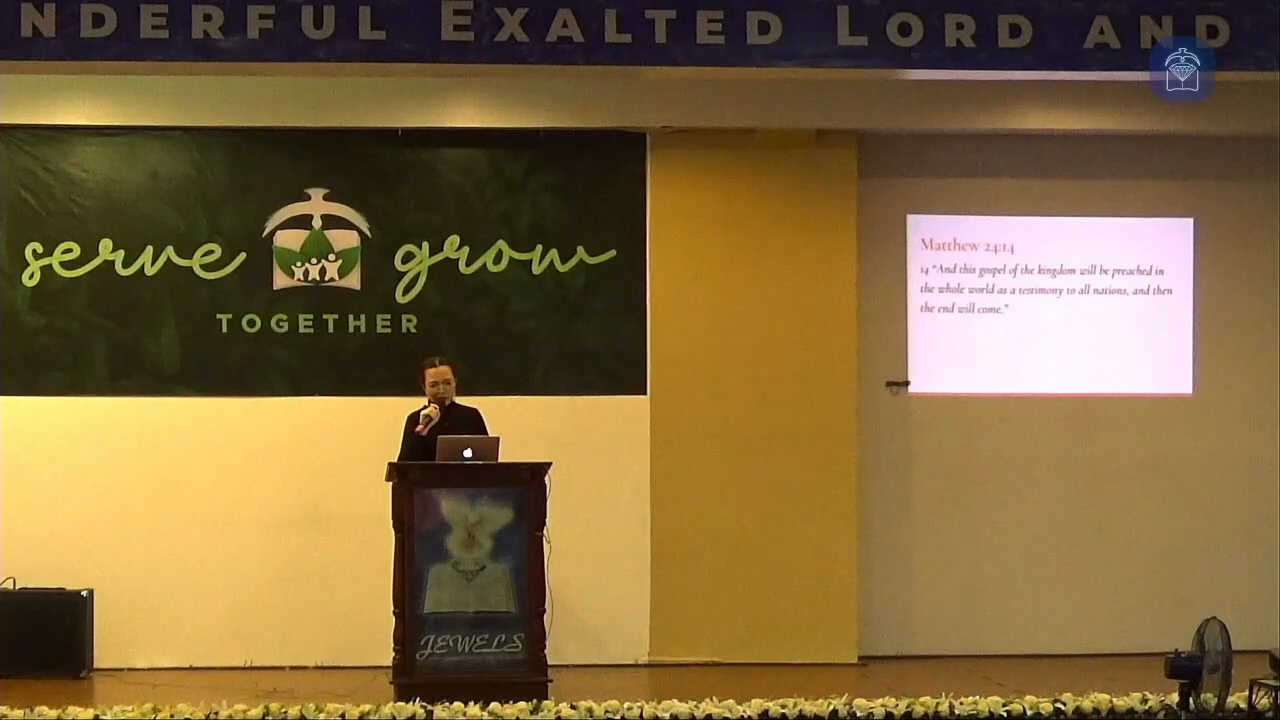 NDERFUL EXALTED LORD AND
serve grow
TOGETHER
Matthew 24:14
14 “And this gospel of the kingdom will be preached in
the whole world as a testimony to all nations, and then
the end will come.”
JEWELS